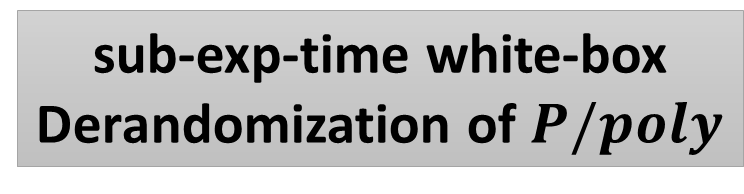 sub-exp-time white-box
Derandomization of P/poly